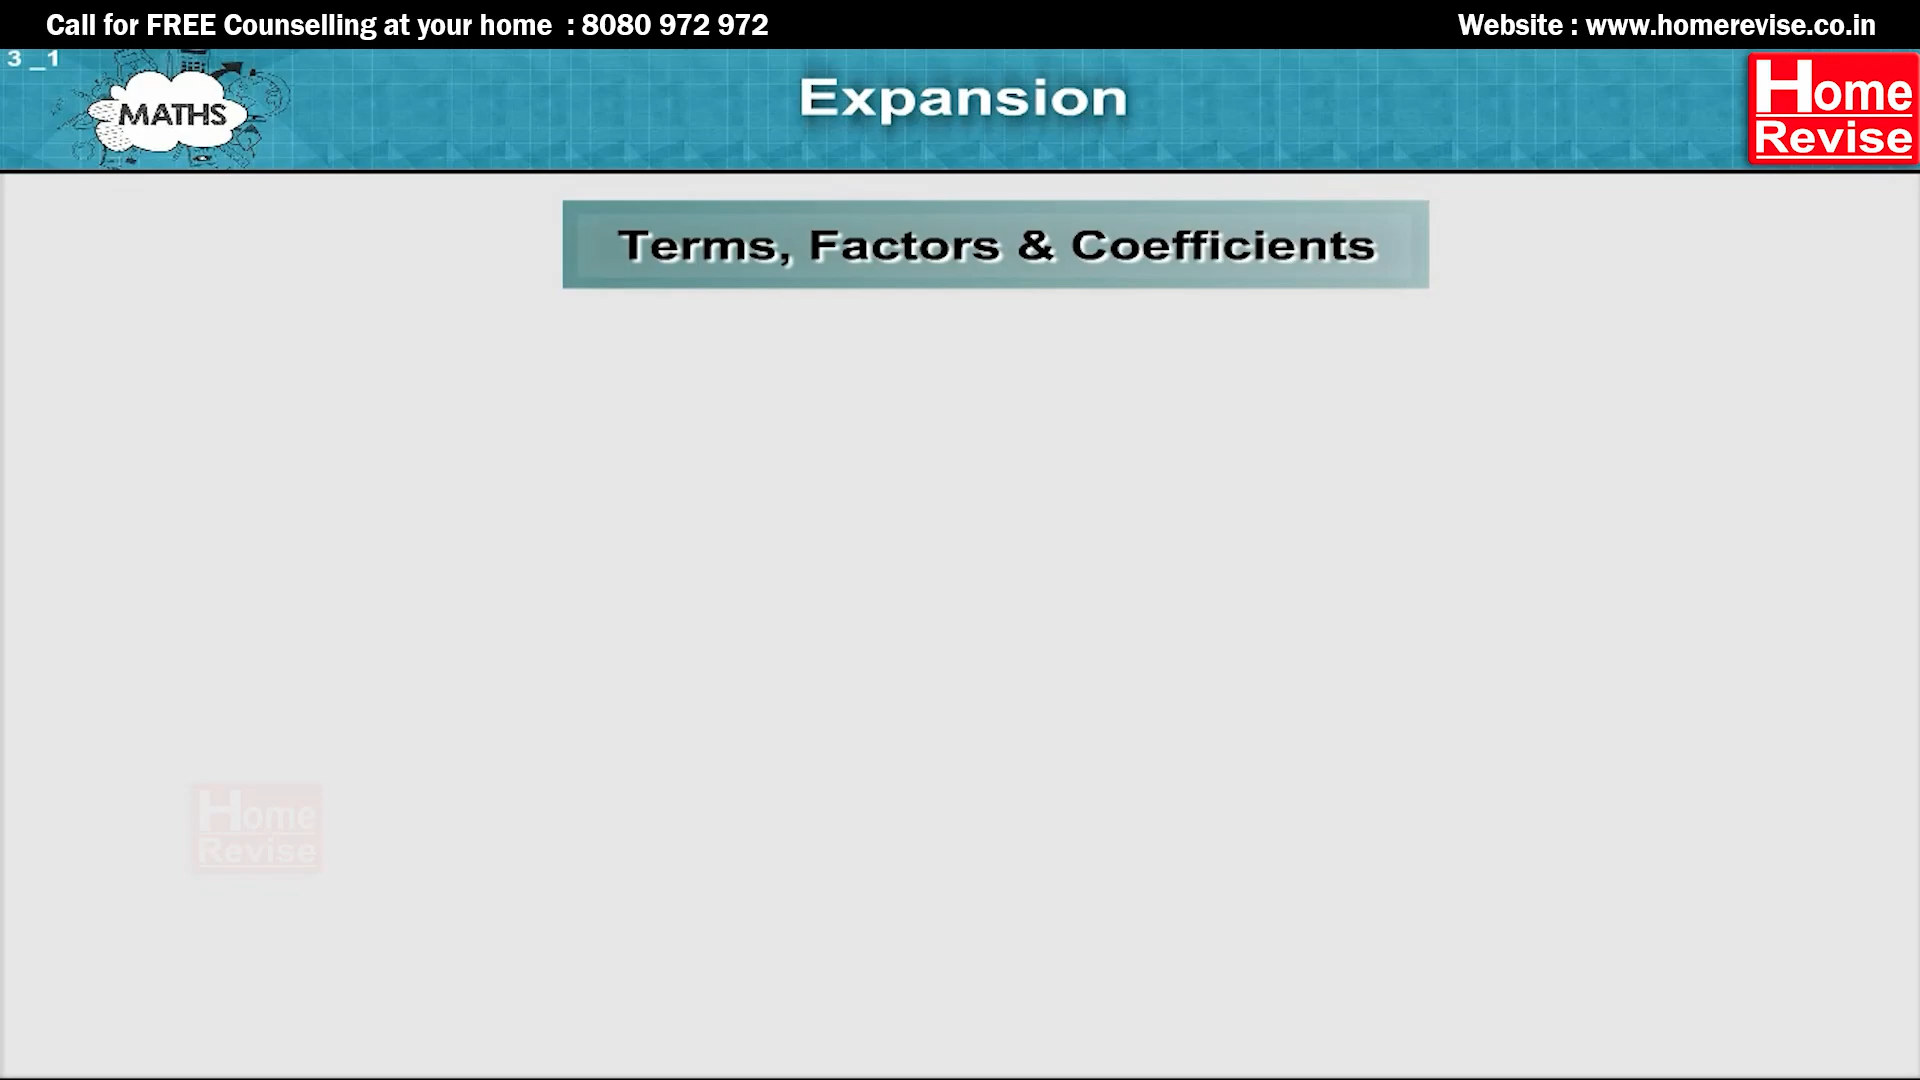 Call for FREE Counselling at your home : 8080 972 972
Website : www.homerevise.co.in
3 _1
MATHS
Expansion
Home
Revise
Terms, Factors & Coefficients
Home
Revise